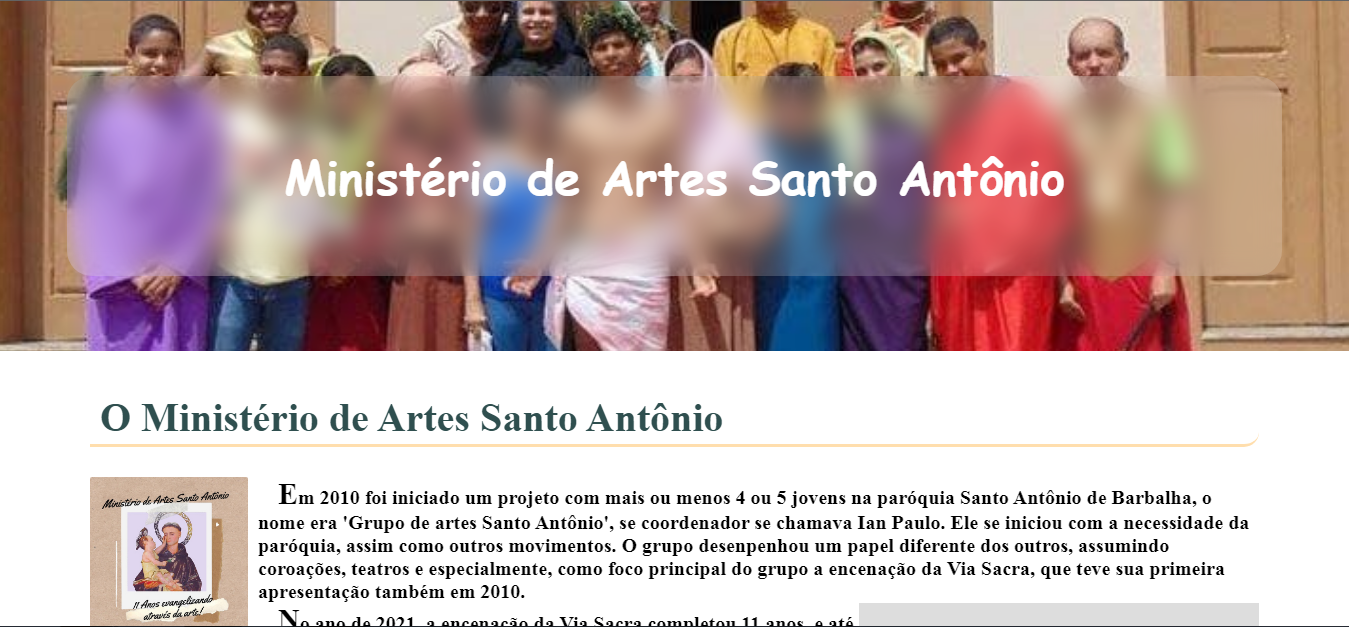 Ministério de Artes Santo Antônio
O Ministério de Artes Santo Antônio
Ministério de Artes Santo Antônio
11 Anos evangelizando
através da arte!
Em 2010 foi iniciado um projeto com mais ou menos 4 ou 5 jovens na paróquia Santo Antônio de Barbalha, o
nome era 'Grupo de artes Santo Antônio', se coordenador se chamava Ian Paulo. Ele se iniciou com a necessidade da
paróquia, assim como outros movimentos. O grupo desenpenhou um papel diferente dos outros, assumindo
coroações, teatros e especialmente, como foco principal do grupo a encenação da Via Sacra, que teve sua primeira
apresentação também em 2010.
No ano de 2021, a encenação da Via Sacra completou 11 anos, e até